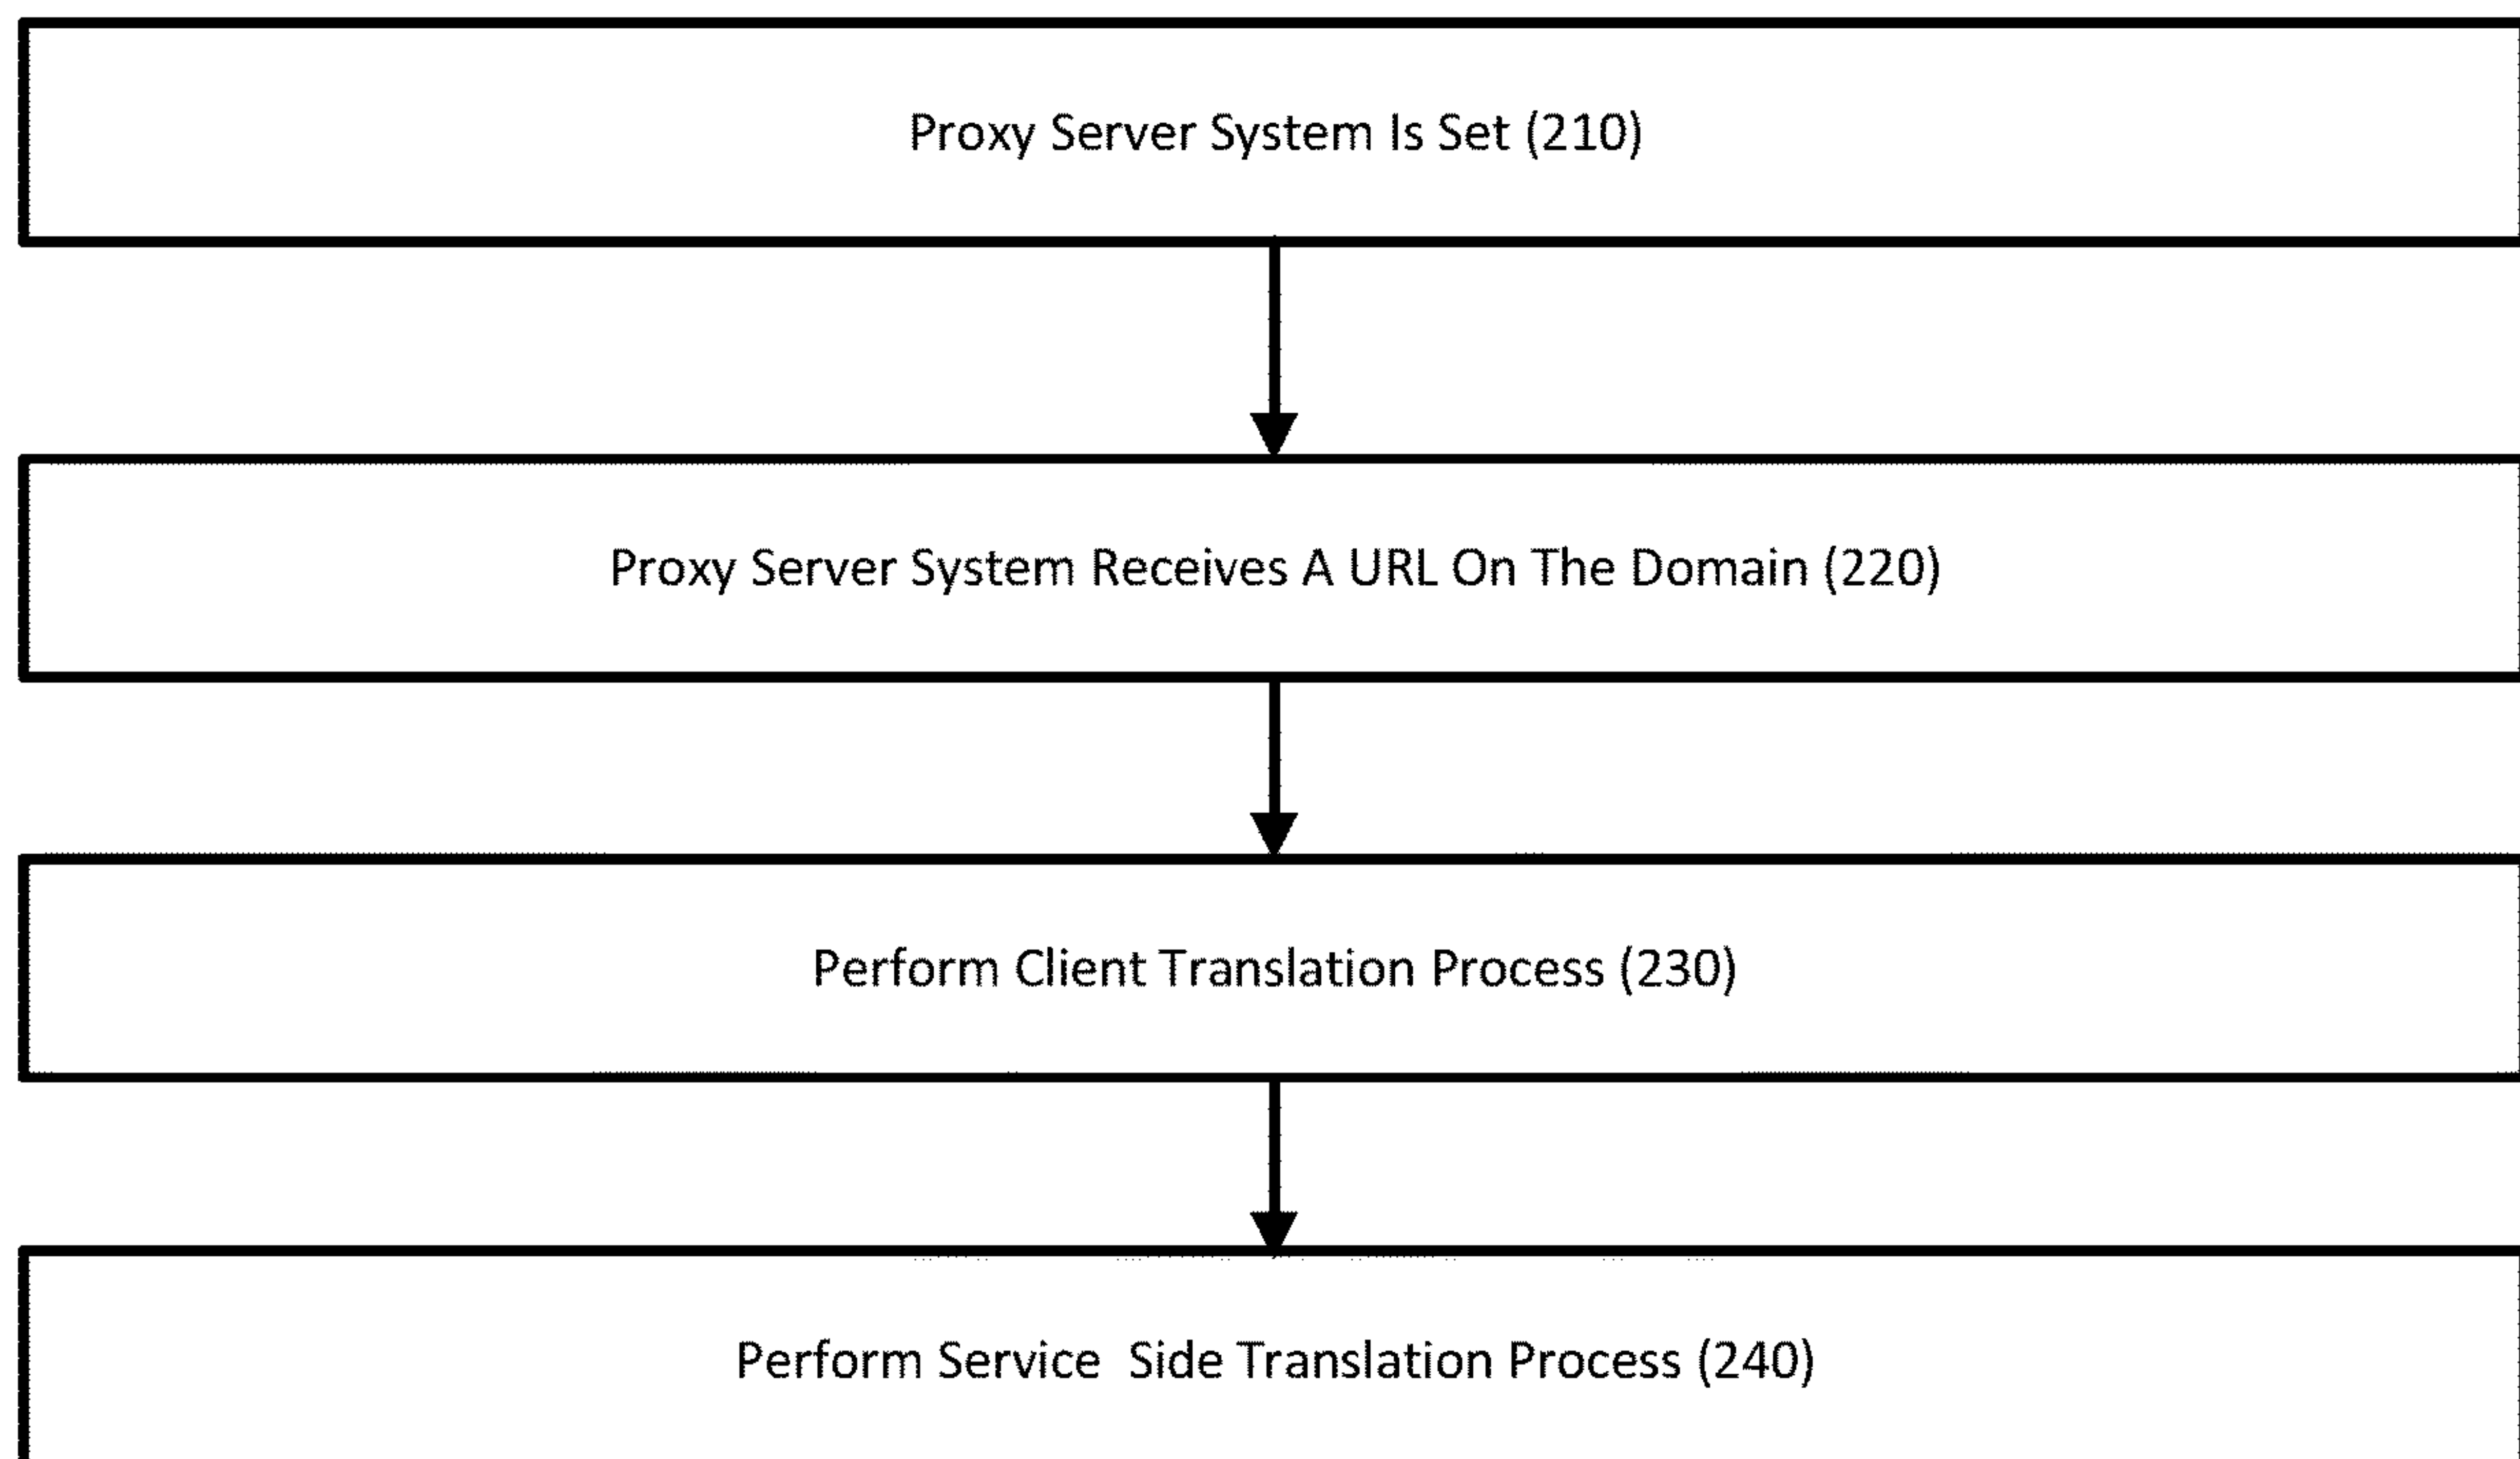 Proxy Server System Is Set (210)
Proxy Server System Receives A URL On The Domain (220)
Perform Client Translation Process (230)
Perform Service  Side Translation Process (240)